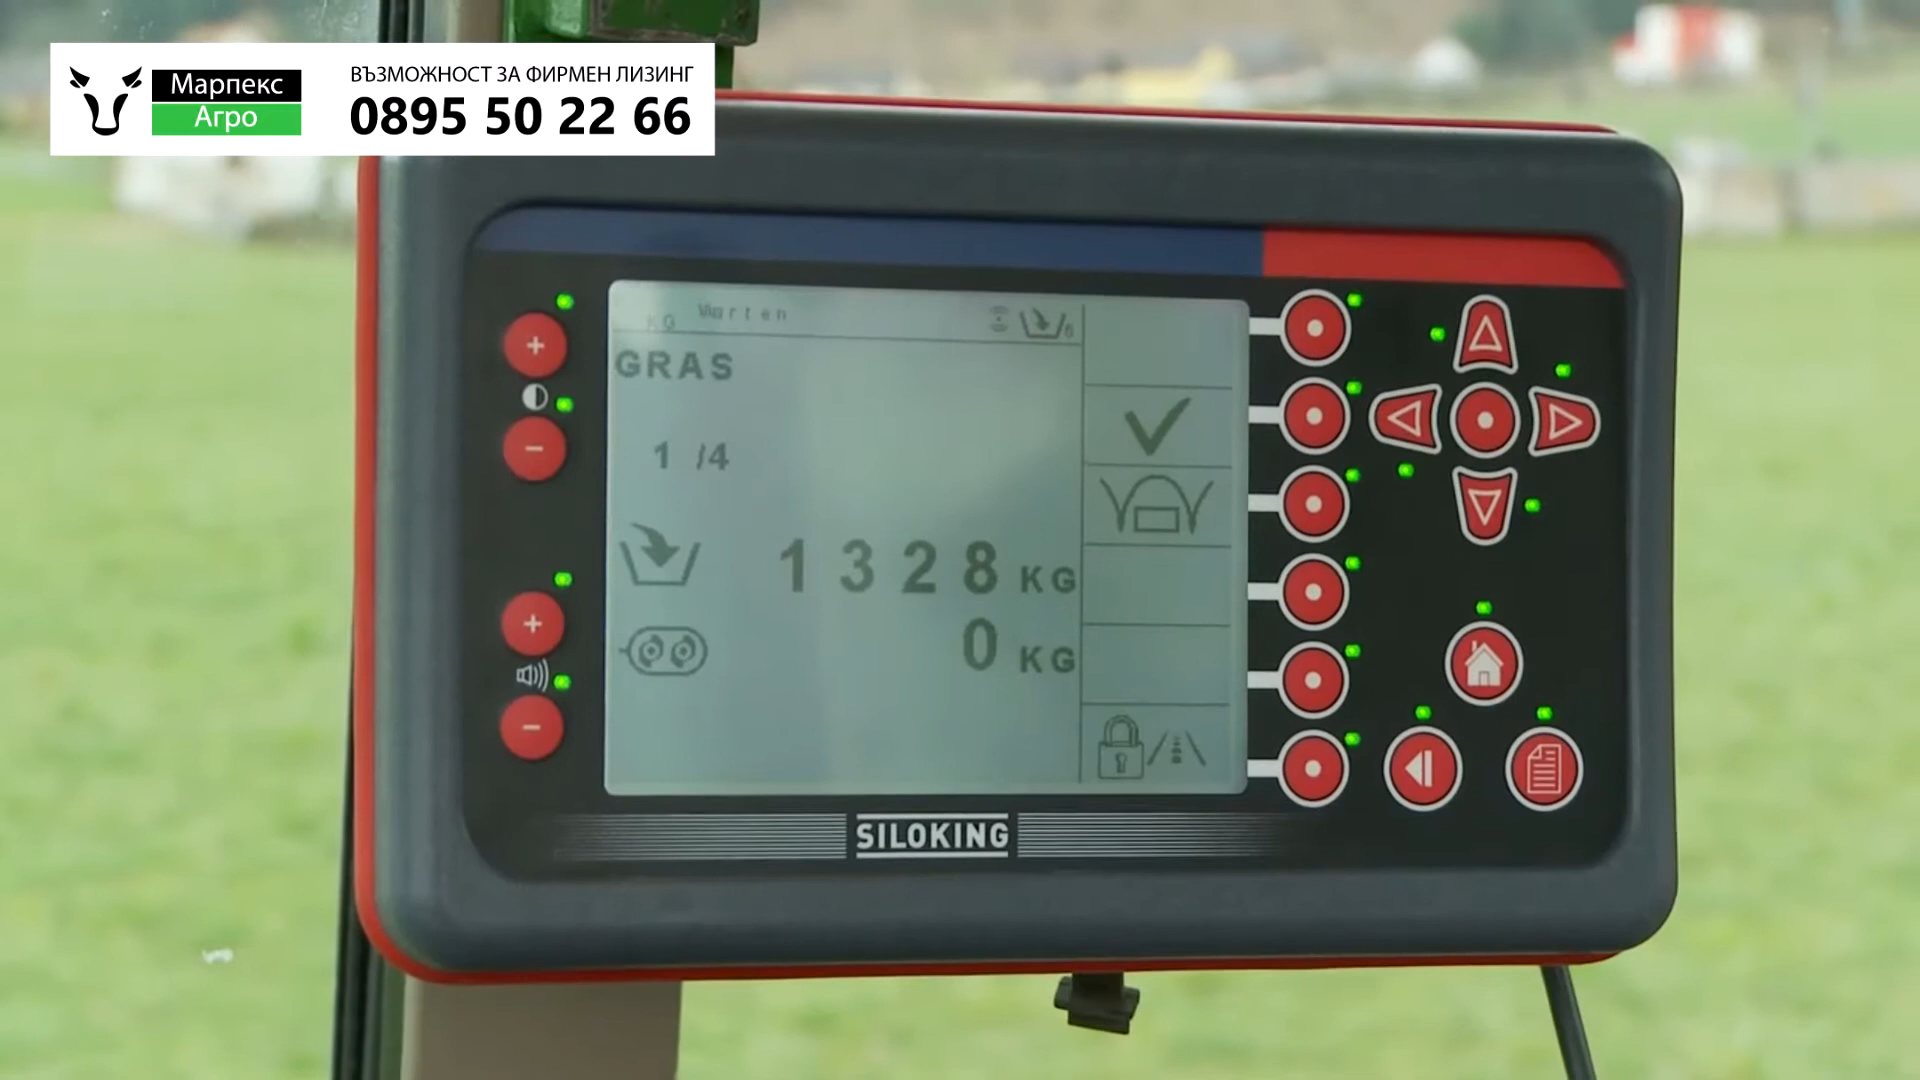 Марпекс
Агро
ВЪЗМОЖНОСТ ЗА ФИРМЕН ЛИЗИНГ
0895 50 22 66
KG Warten
6
GRAS
1 /4
1328 KG
0 KG
SILOKING